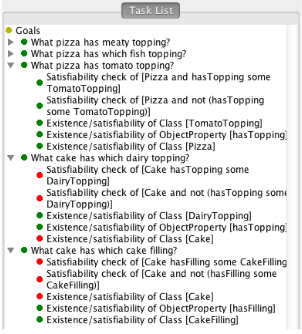 Task List
Goals
What pizza has meaty topping?
What pizza has which fish topping?
What pizza has tomato topping?
Satisfiability check of [Pizza and hasTopping some
TomatoTopping]
Satisfiability check of [Pizza and not (hasTopping
some TomatoTopping)]
Existence/satisfiability of Class [TomatoTopping]
Existence/satisfiability of ObjectProperty [hasTopping]
Existence/satisfiability of Class [Pizza]
What cake has which dairy topping?
Satisfiability check of [Cake hasTopping some
DairyTopping]
Satisfiability check of [Cake and not (hasTopping some
DairyTopping)]
Existence/satisfiability of Class [DairyTopping]
Existence/satisfiability of ObjectProperty [hasTopping]
Existence/satisfiability of Class [Cake]
What cake has which cake filling?
Satisfiability check of [Cake hasFilling some CakeFilling
Satisfiability check of [Cake and not (hasFilling some
CakeFilling)]
Existence/satisfiability of Class [Cake]
Existence/satisfiability of ObjectProperty [hasFilling]
Existence/satisfiability of Class [CakeFilling]